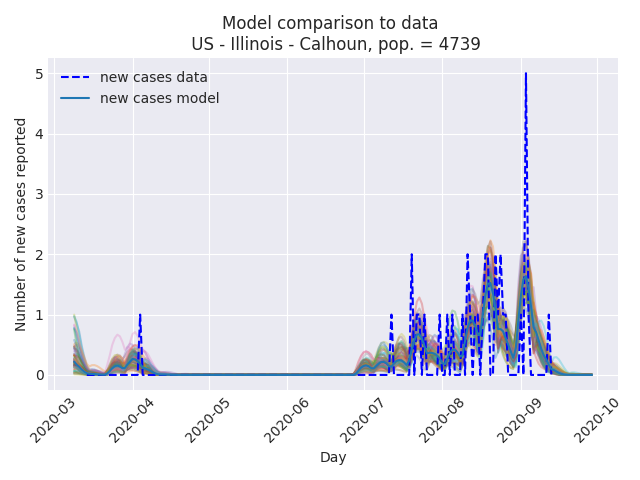 Model comparison to data
US - Illinois - Calhoun, pop. = 4739
new cases data
new cases model
Number of new cases reported
5
4
3
2
1
0
2020-03
2020-04
2020-05
2020-06
2020-07
2020-08
2020-09
2020-10
Day